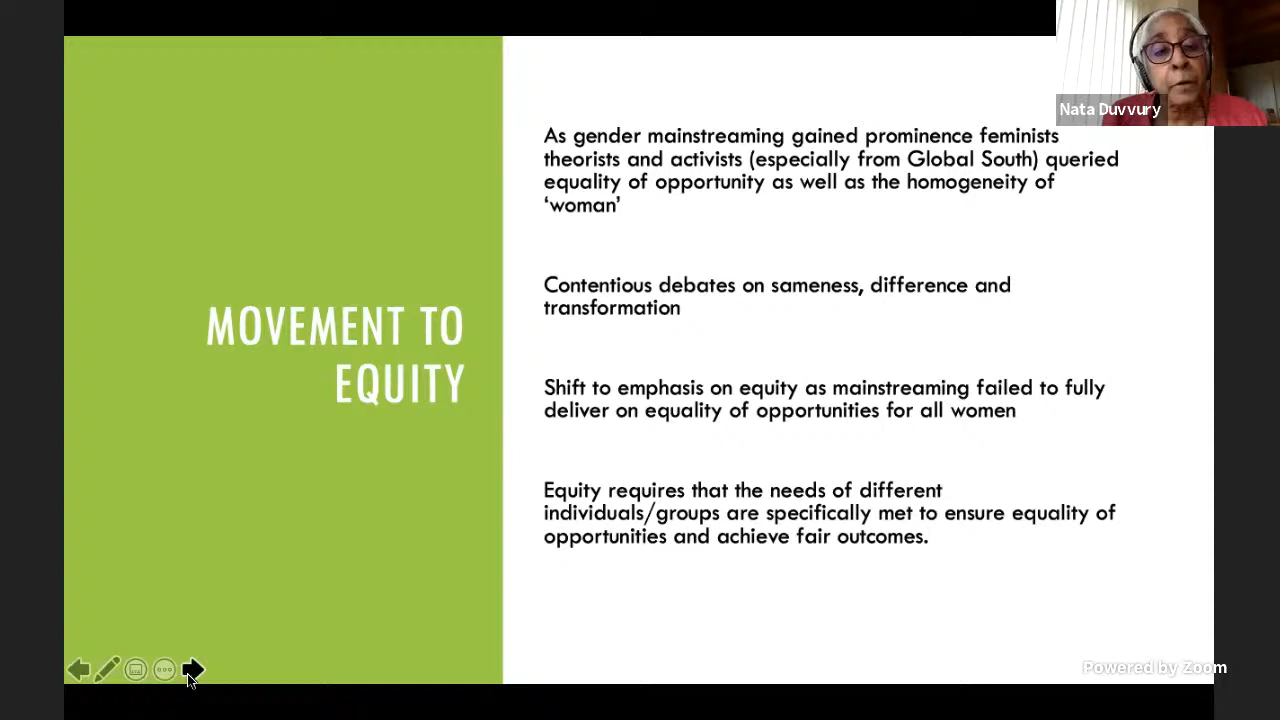 Nata Duvvury
As gender mainstreaming gained prominence feminists
theorists and activists (especially from Global South) queried
equality of opportunity as well as the homogeneity of
‘woman’
Contentious debates on sameness, difference and
transformation
MOVEMENT TO
EQUITY
Shift to emphasis on equity as mainstreaming failed to fully
deliver on equality of opportunities for all women
Equity requires that the needs of different
individuals/groups are specifically met to ensure equality of
opportunities and achieve fair outcomes.
Powered by Zoom